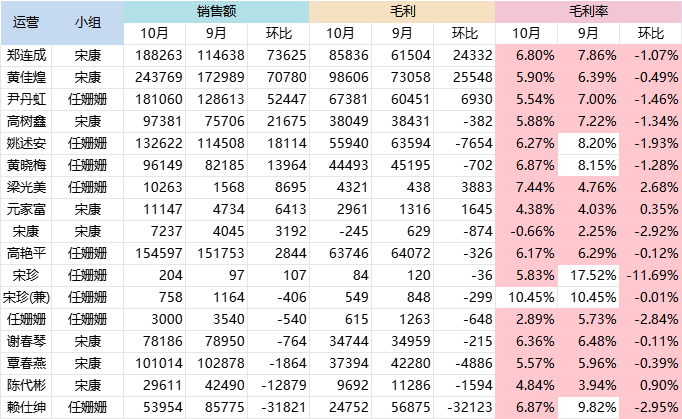 运营 小组 销售额 毛利 毛利率
10月 9月 环比 10月 9月 环比 10月 9月 环比
郑连成 宋康 188263 114638 73625 85836 61504 24332 6.80% 7.86% -1.07%
黄佳煌 宋康 243769 172989 70780 98606 73058 25548 5.90% 6.39% -0.49%
尹丹虹 任姗姗 181060 128613 52447 67381 60451 6930 5.54% 7.00% -1.46%
高树鑫 宋康 97381 75706 21675 38049 38431 -382 5.88% 7.22% -1.34%
姚述安 任姗姗 132622 114508 18114 55940 63594 -7654 6.27% 8.20% -1.93%
黄晓梅 任姗姗 96149 82185 13964 44493 45195 -702 6.87% 8.15% -1.28%
梁光美 任姗姗 10263 1568 8695 4321 438 3883 7.44% 4.76% 2.68%
元家富 宋康 11147 4734 6413 2961 1316 1645 4.38% 4.03% 0.35%
宋康 宋康 7237 4045 3192 -245 629 -874 -0.66% 2.25% -2.92%
高艳平 任姗姗 154597 151753 2844 63746 64072 -326 6.17% 6.29% -0.12%
宋珍 任姗姗 204 97 107 84 120 -36 5.83% 17.52% -11.69%
宋珍(兼) 任姗姗 758 1164 -406 549 848 -299 10.45% 10.45% -0.01%
任姗姗 任姗姗 3000 3540 -540 615 1263 -648 2.89% 5.73% -2.84%
谢春琴 宋康 78186 78950 -764 34744 34959 -215 6.36% 6.48% -0.11%
覃春燕 宋康 101014 102878 -1864 37394 42280 -4886 5.57% 5.96% -0.39%
陈代彬 宋康 29611 42490 -12879 9692 11286 -1594 4.84% 3.94% 0.90%
赖仕绅 任姗姗 53954 85775 -31821 24752 56875 -32123 6.87% 9.82% -2.95%